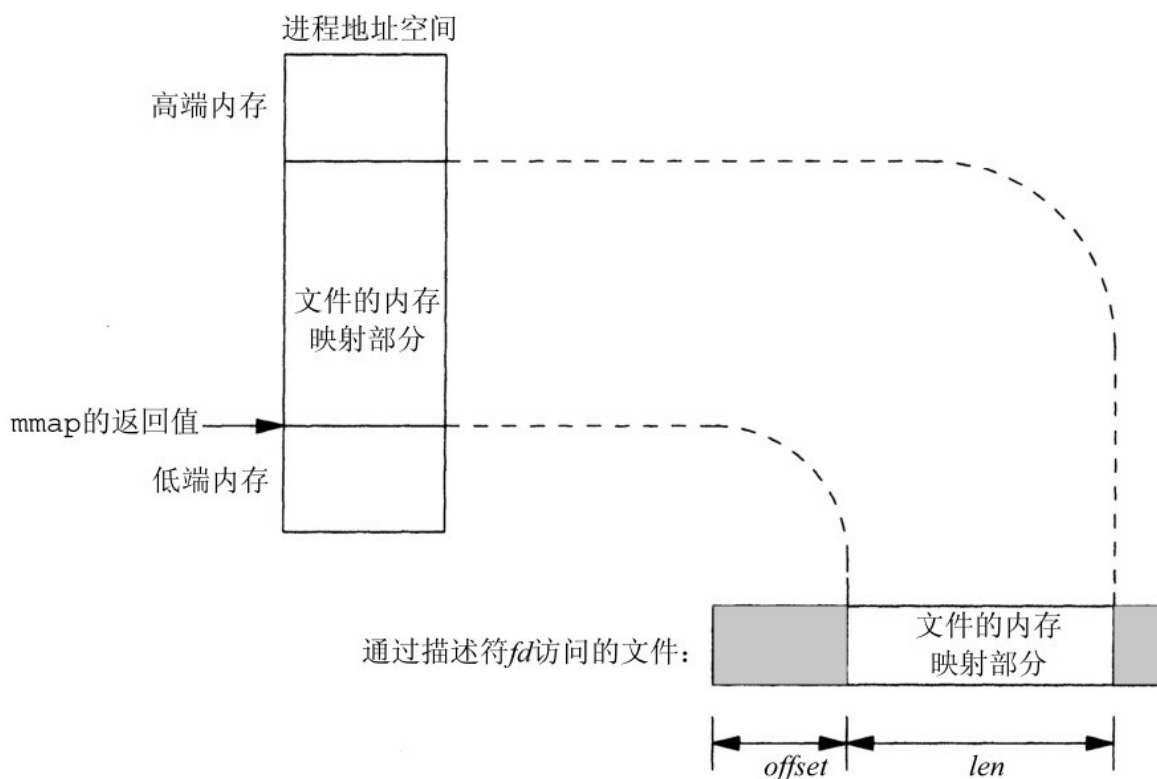 进程地址空间
高端内存
文件的内存
映射部分
mmap的返回值
低端内存
通过描述符fd访问的文件：
文件的内存
映射部分
offset
len